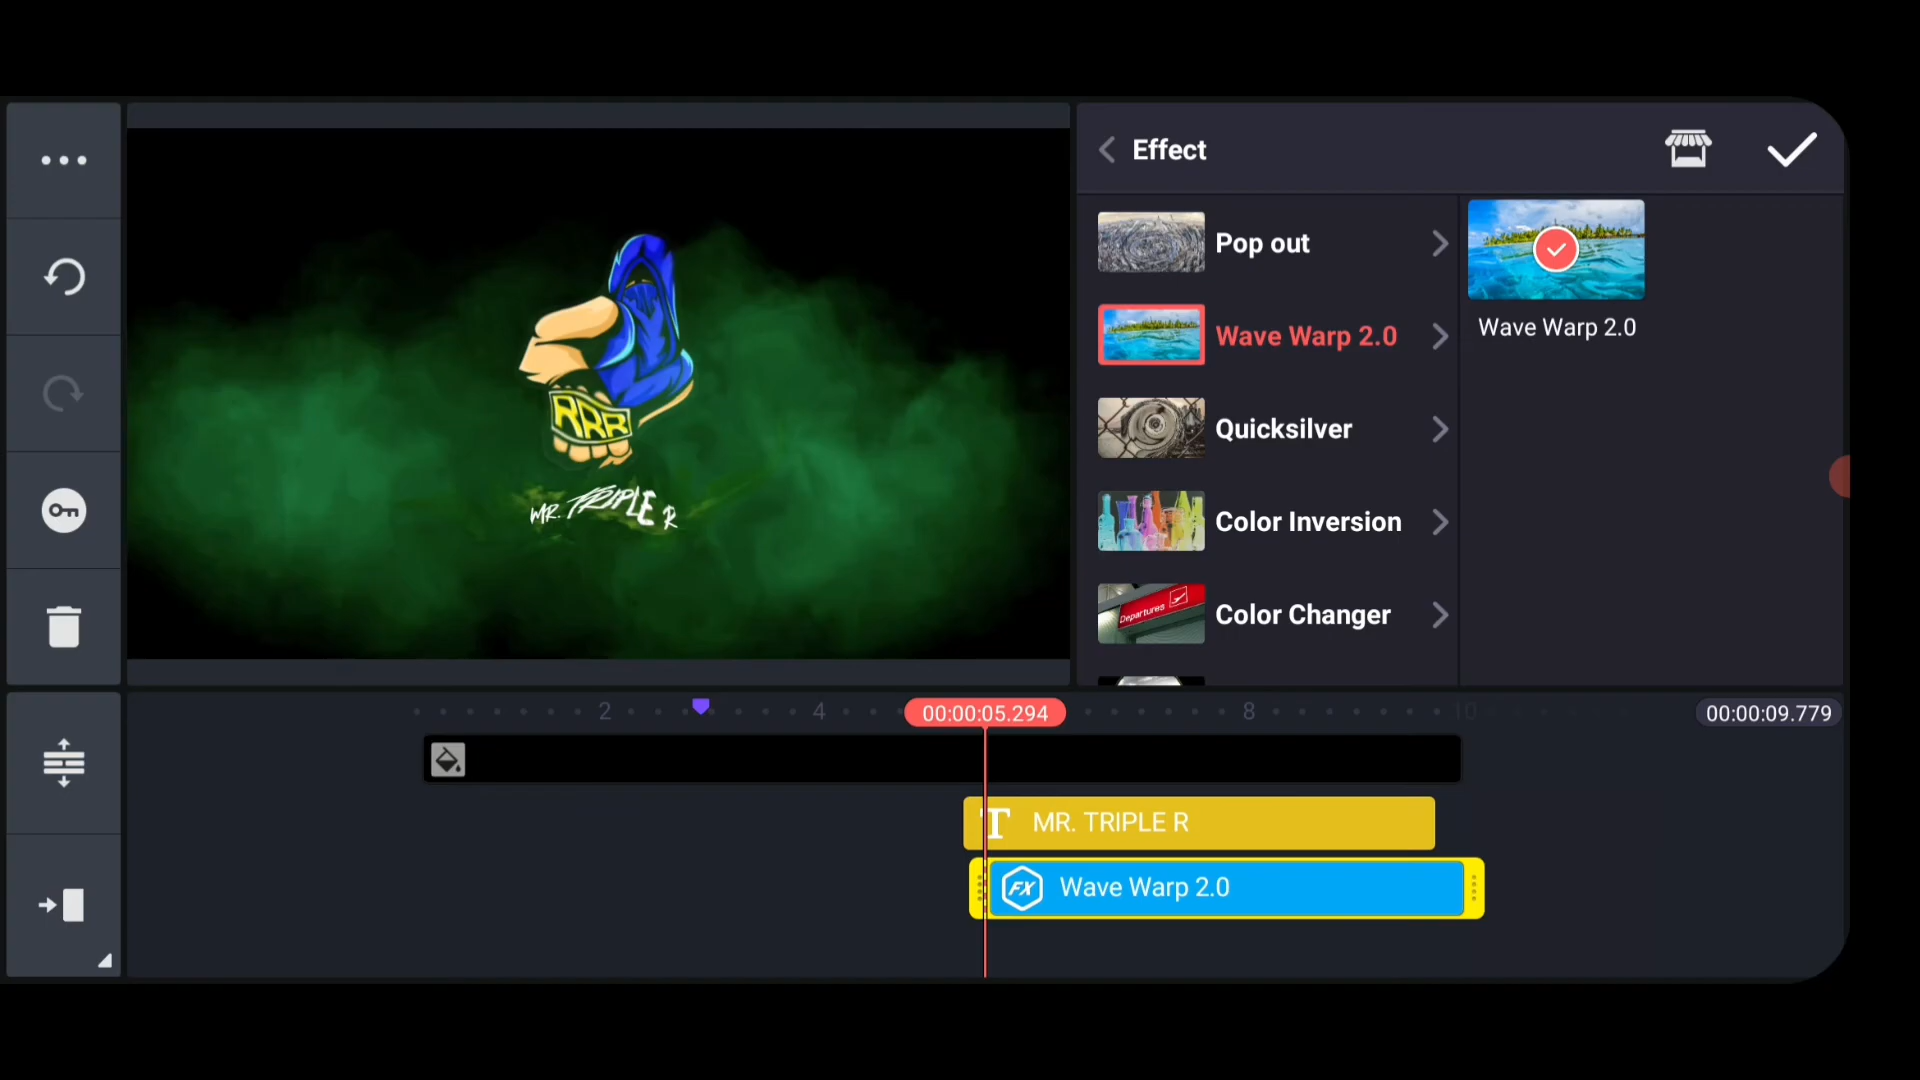 Effect
Pop out
Wave Warp 2.0
Wave Warp 2.0
Quicksilver
Color Inversion
Departures
Color Changer
RRR
MR. TRIPLE R
2
4
00:00:05.294
8
10
00:00:09.779
T MR. TRIPLE R
FX Wave Warp 2.0